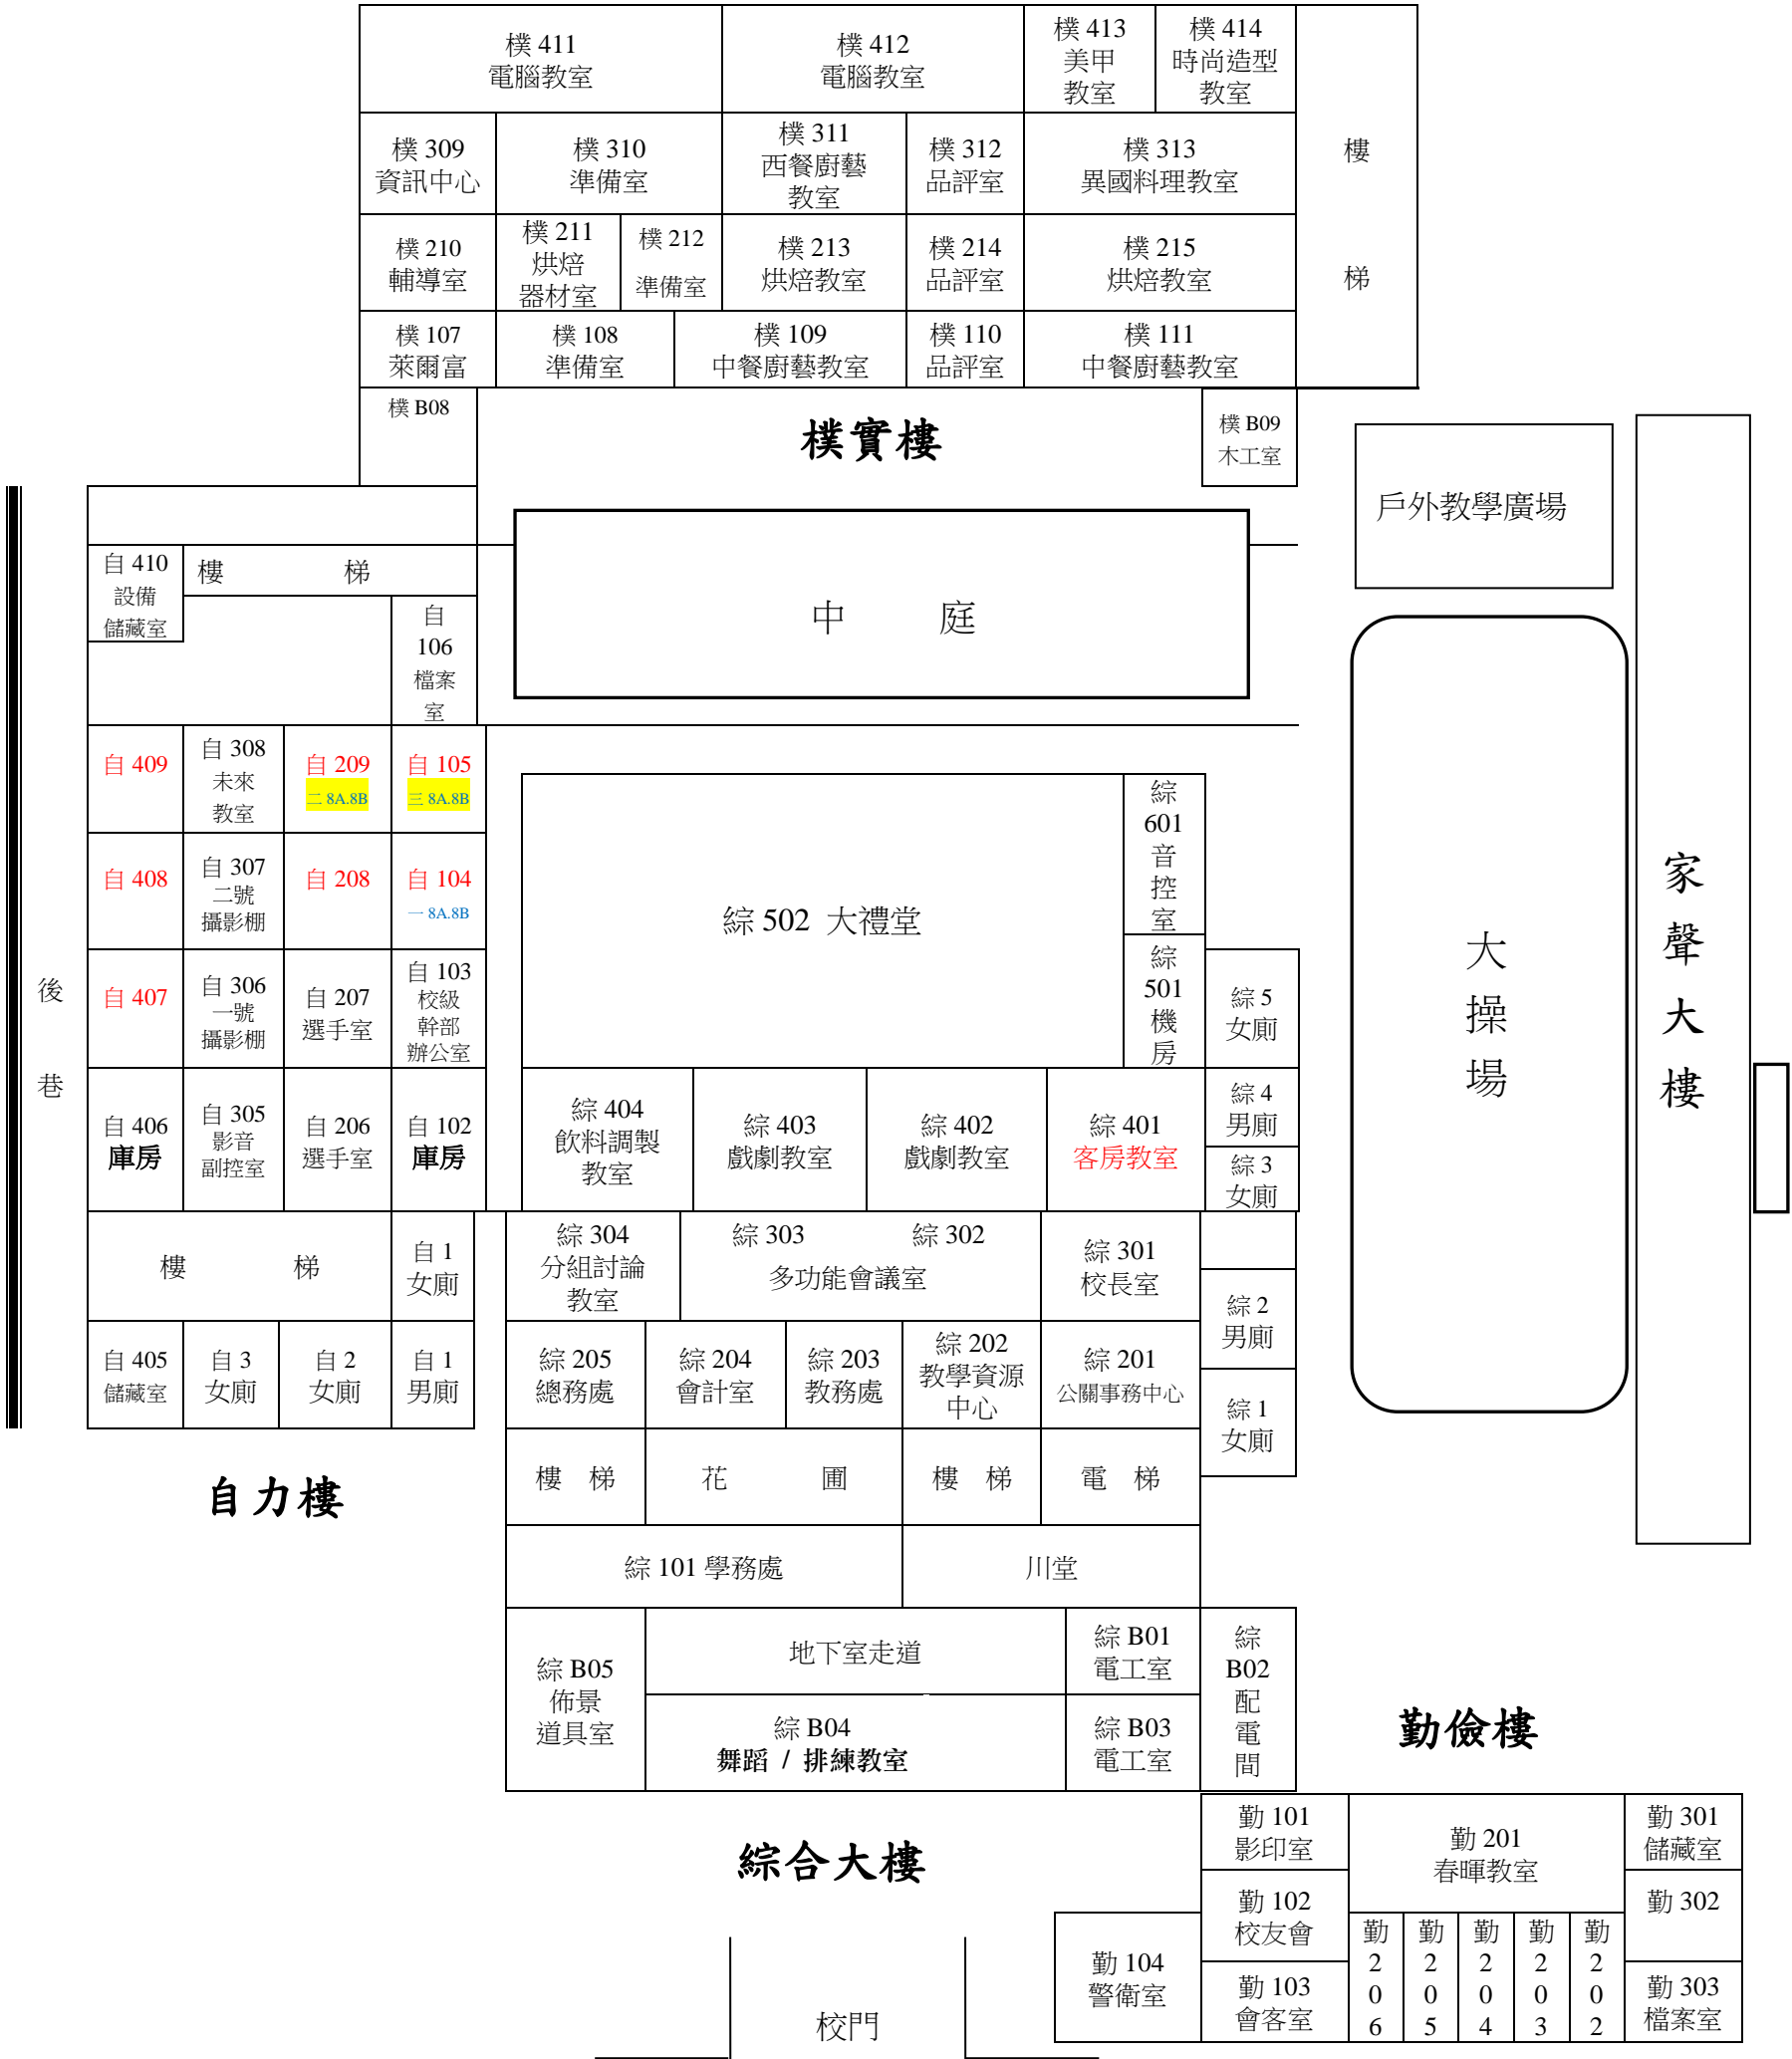 樸 411
電腦教室
樸 412
電腦教室
樸 413
美甲
教室
樸 414
時尚造型
教室
樸 309
資訊中心
樸 310
準備室
樸 311
西餐廚藝
教室
樸 312
品評室
樸 313
異國料理教室
樓
梯
樸 210
輔導室
樸 211
烘焙
器材室
樸 212
準備室
樸 213
烘焙教室
樸 214
品評室
樸 215
烘焙教室
樸 107
萊爾富
樸 108
準備室
樸 109
中餐廚藝教室
樸 110
品評室
樸 111
中餐廚藝教室
樸 B08
樸實樓
樸 B09
木工室
戶外教學廣場
自 410
設備
儲藏室
樓 梯
自
106
檔案
室
中 庭
自 409
自 308
未來
教室
自 209
二 8A.8B
自 105
三 8A.8B
自 408
自 307
二號
攝影棚
自 208
自 104
一 8A.8B
自 407
自 306
一號
攝影棚
自 207
選手室
自 103
校級
幹部
辦公室
自 406
庫房
自 305
影音
副控室
自 206
選手室
自 102
庫房
樓 梯
自 1
女廁
自 405
儲藏室
自 3
女廁
自 2
女廁
自 1
男廁
後
巷
自力樓
綜 502 大禮堂
綜
601
音
控
室
綜
501
機
房
綜 5
女廁
綜 404
飲料調製
教室
綜 403
戲劇教室
綜 402
戲劇教室
綜 401
客房教室
綜 4
男廁
綜 3
女廁
綜 304
分組討論
教室
綜 303 綜 302
多功能會議室
綜 301
校長室
綜 2
男廁
綜 205
總務處
綜 204
會計室
綜 203
教務處
綜 202
教學資源
中心
綜 201
公關事務中心
綜 1
女廁
樓 梯
花 圃
樓 梯
電 梯
綜 101 學務處
川堂
綜 B05
佈景
道具室
地下室走道
綜 B01
電工室
綜
B02
配
電
間
綜 B04
舞蹈 / 排練教室
綜 B03
電工室
綜合大樓
大
操
場
家
聲
大
樓
勤儉樓
勤 101
影印室
勤 201
春暉教室
勤 301
儲藏室
勤 102
校友會
勤 302
勤 104
警衛室
勤 103
會客室
勤
2
0
6
勤
2
0
5
勤
2
0
4
勤
2
0
3
勤
2
0
2
勤 303
檔案室
校門